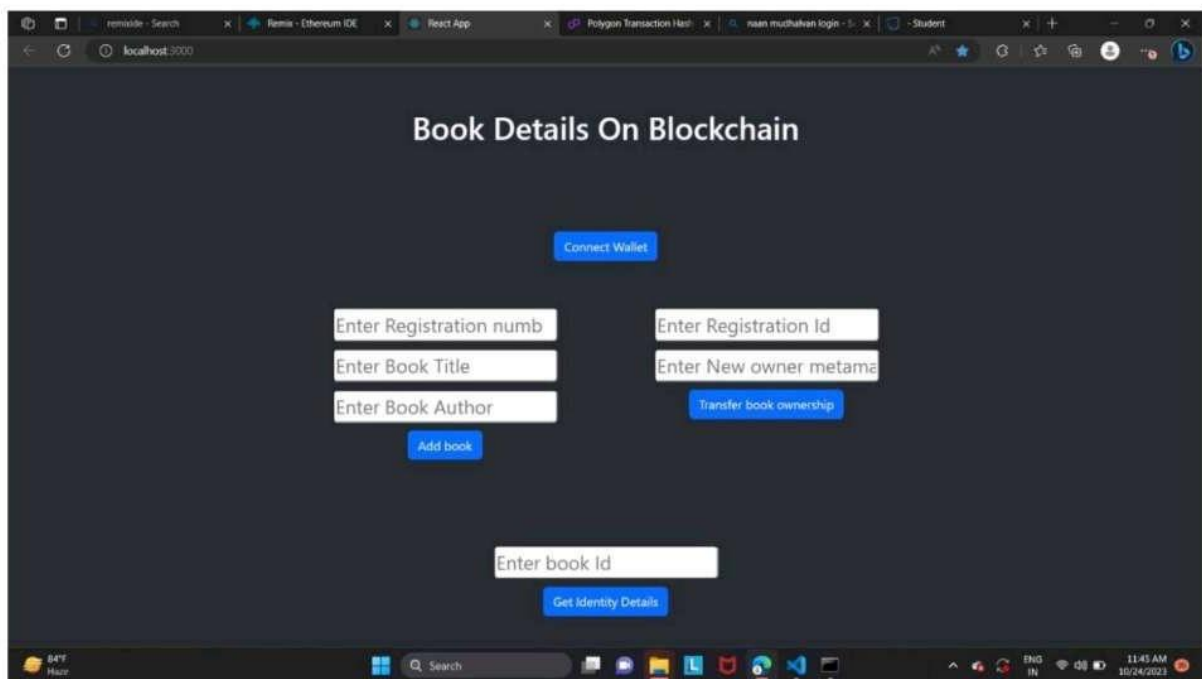 remixide - Search
Remix - Ethereum IDE
React App
Polygon Transaction Hash
naan mudhalvan login - S
- Student
localhost:3000
Book Details On Blockchain
Connect Wallet
Enter Registration numb
Enter Book Title
Enter Book Author
Add book
Enter Registration Id
Enter New owner metama
Transfer book ownership
Enter book Id
Get Identity Details
84°F
Haze
Search
ENG
IN
11:45 AM
10/24/2023